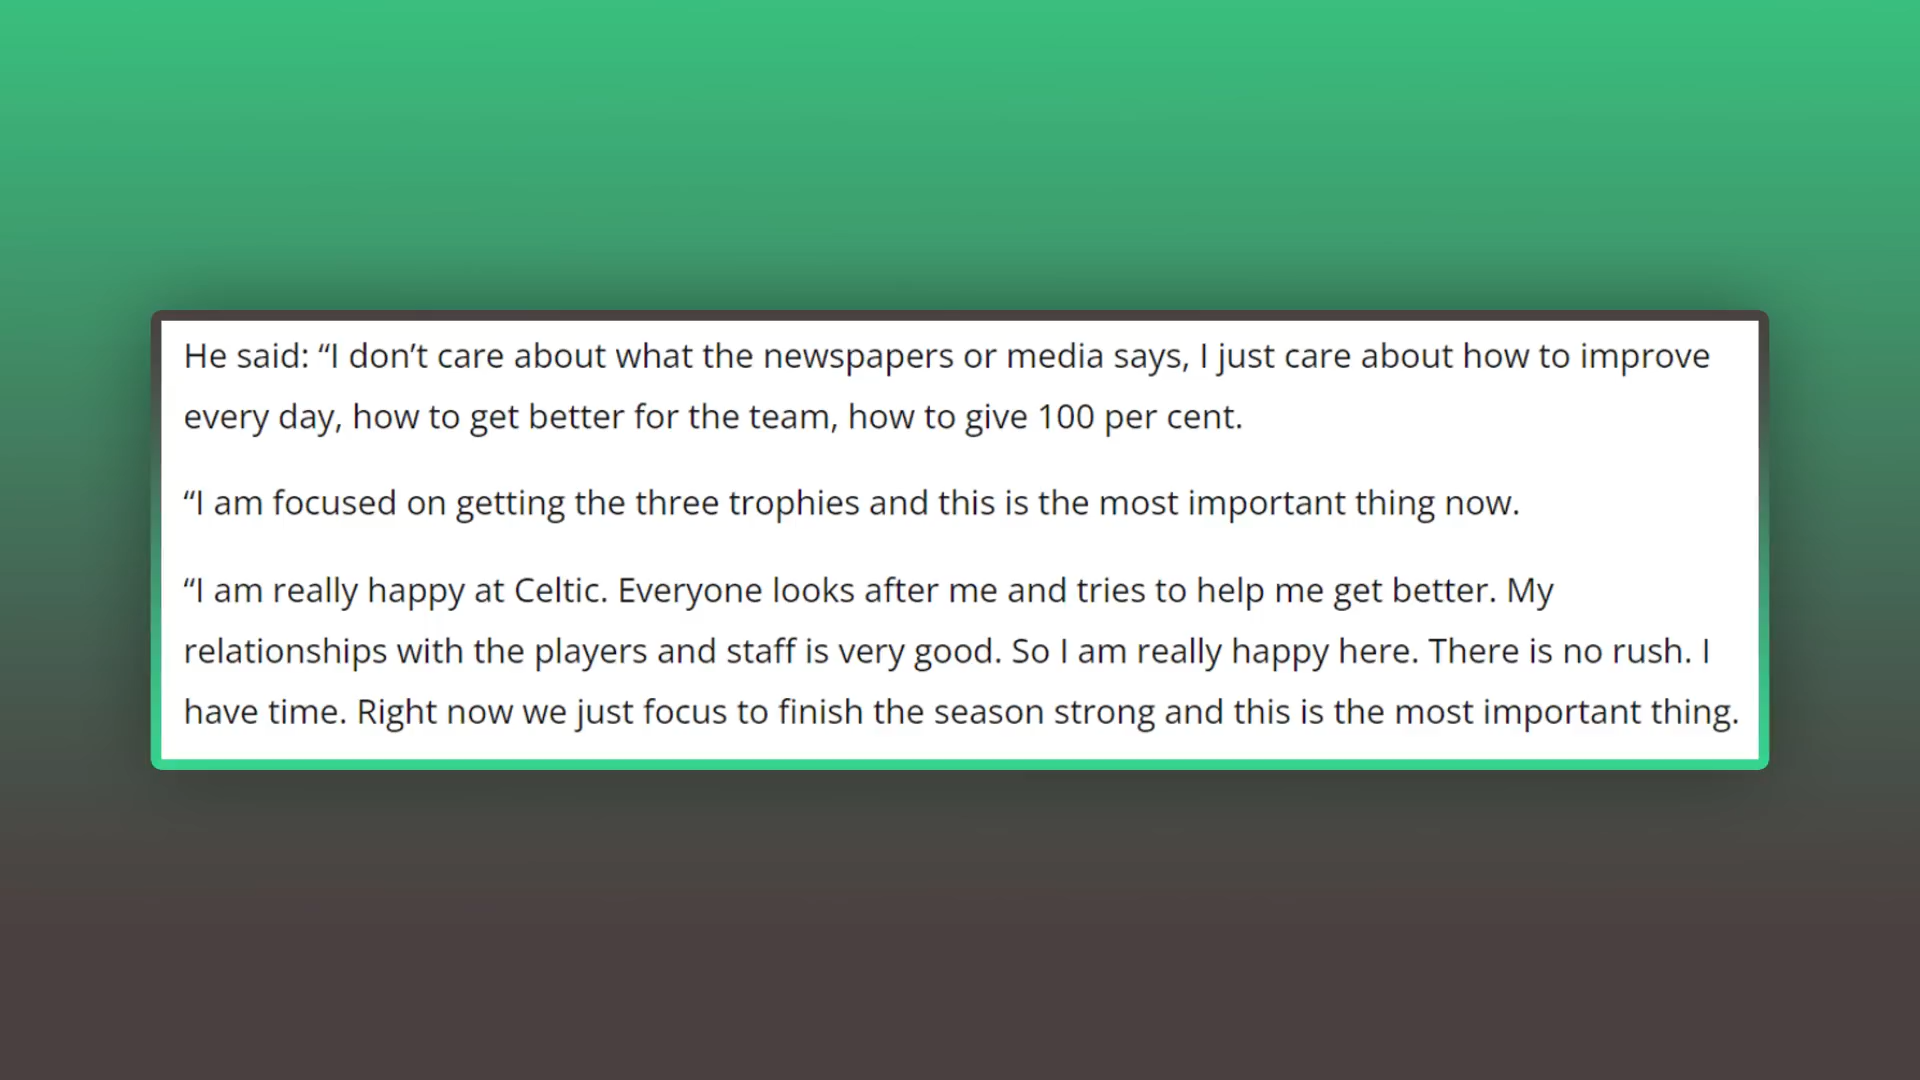 He said: “I don’t care about what the newspapers or media says, I just care about how to improve
every day, how to get better for the team, how to give 100 per cent.
“I am focused on getting the three trophies and this is the most important thing now.
“I am really happy at Celtic. Everyone looks after me and tries to help me get better. My
relationships with the players and staff is very good. So I am really happy here. There is no rush. I
have time. Right now we just focus to finish the season strong and this is the most important thing.